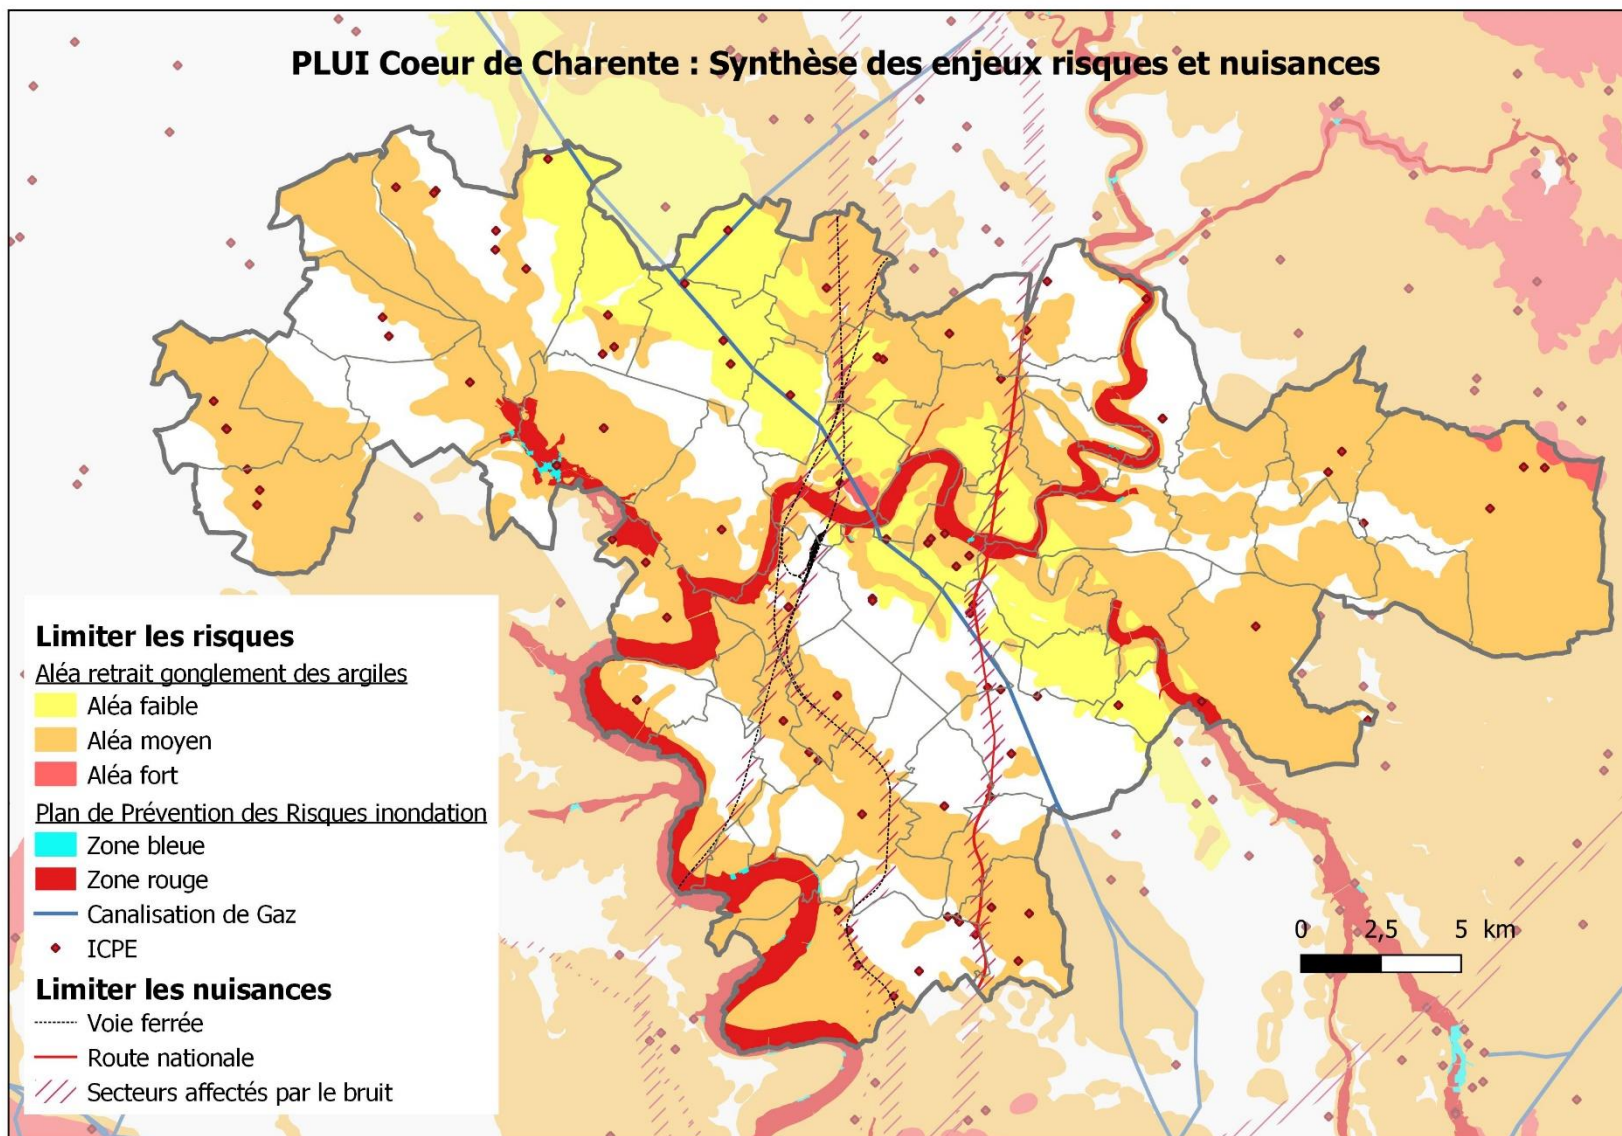 PLUI Coeur de Charente : Synthèse des enjeux risques et nuisances
Limiter les risques
Aléa retrait gonglement des argiles
Aléa faible
Aléa moyen
Aléa fort
Plan de Prévention des Risques inondation
Zone bleue
Zone rouge
Canalisation de Gaz
ICPE
Limiter les nuisances
Voie ferrée
Route nationale
Secteurs affectés par le bruit
0 2,5 5 km